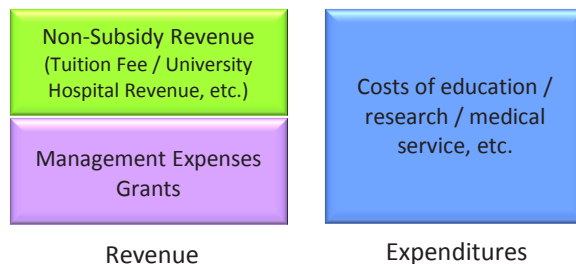 Non-Subsidy Revenue
(Tuition Fee / University
Hospital Revenue, etc.)
Management Expenses
Grants
Revenue
Costs of education /
research / medical
service, etc.
Expenditures